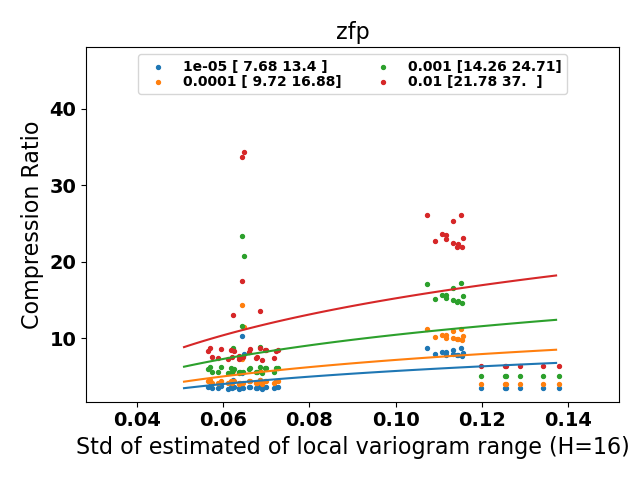 zfp
1e-05 [ 7.68 13.4 ]
0.0001 [ 9.72 16.88]
0.001 [14.26 24.71]
0.01 [21.78 37.  ]
Compression Ratio
40
30
20
10
0.04 0.06 0.08 0.10 0.12 0.14
Std of estimated of local variogram range (H=16)